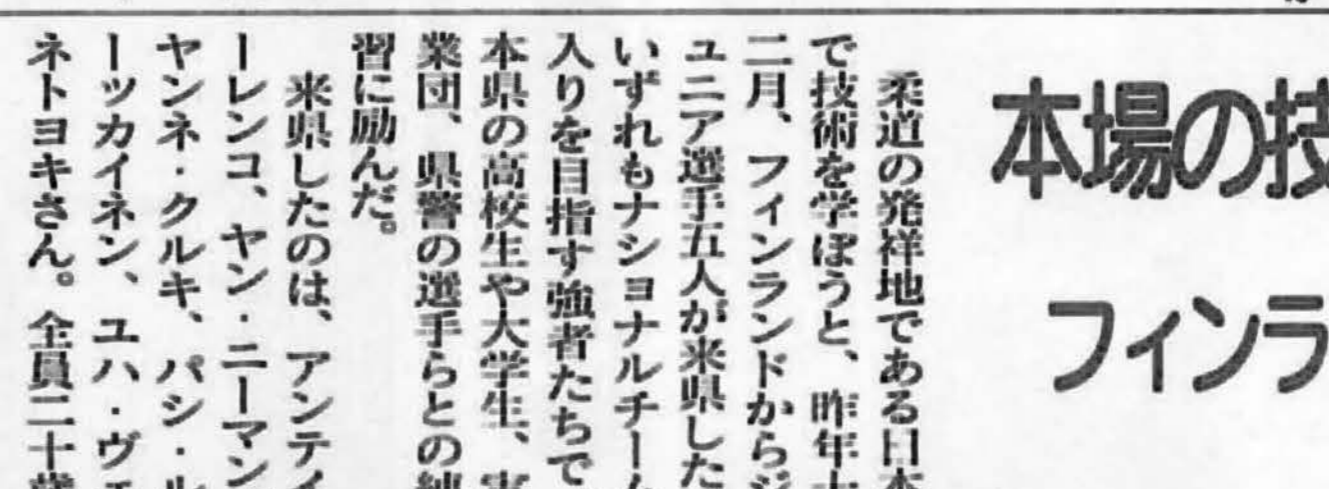 本場の技
フィンラ
柔道の発祥地である日本
で技術を学ぼうと、昨年十
二月、フィンランドからジ
ュニア選手五人が来県した
いずれもナショナルチーム
入りを目指す強者たちで
本県の高校生や大学生、実
業団、県警の選手らとの練
習に励んだ。
来県したのは、アンティ
ーレンコ、ヤン・ニーマン
ヤンネ・クルキ、パシ・ル
ーッカイネン、ユハ・ヴェ
ネトヨキさん。全員二十歳